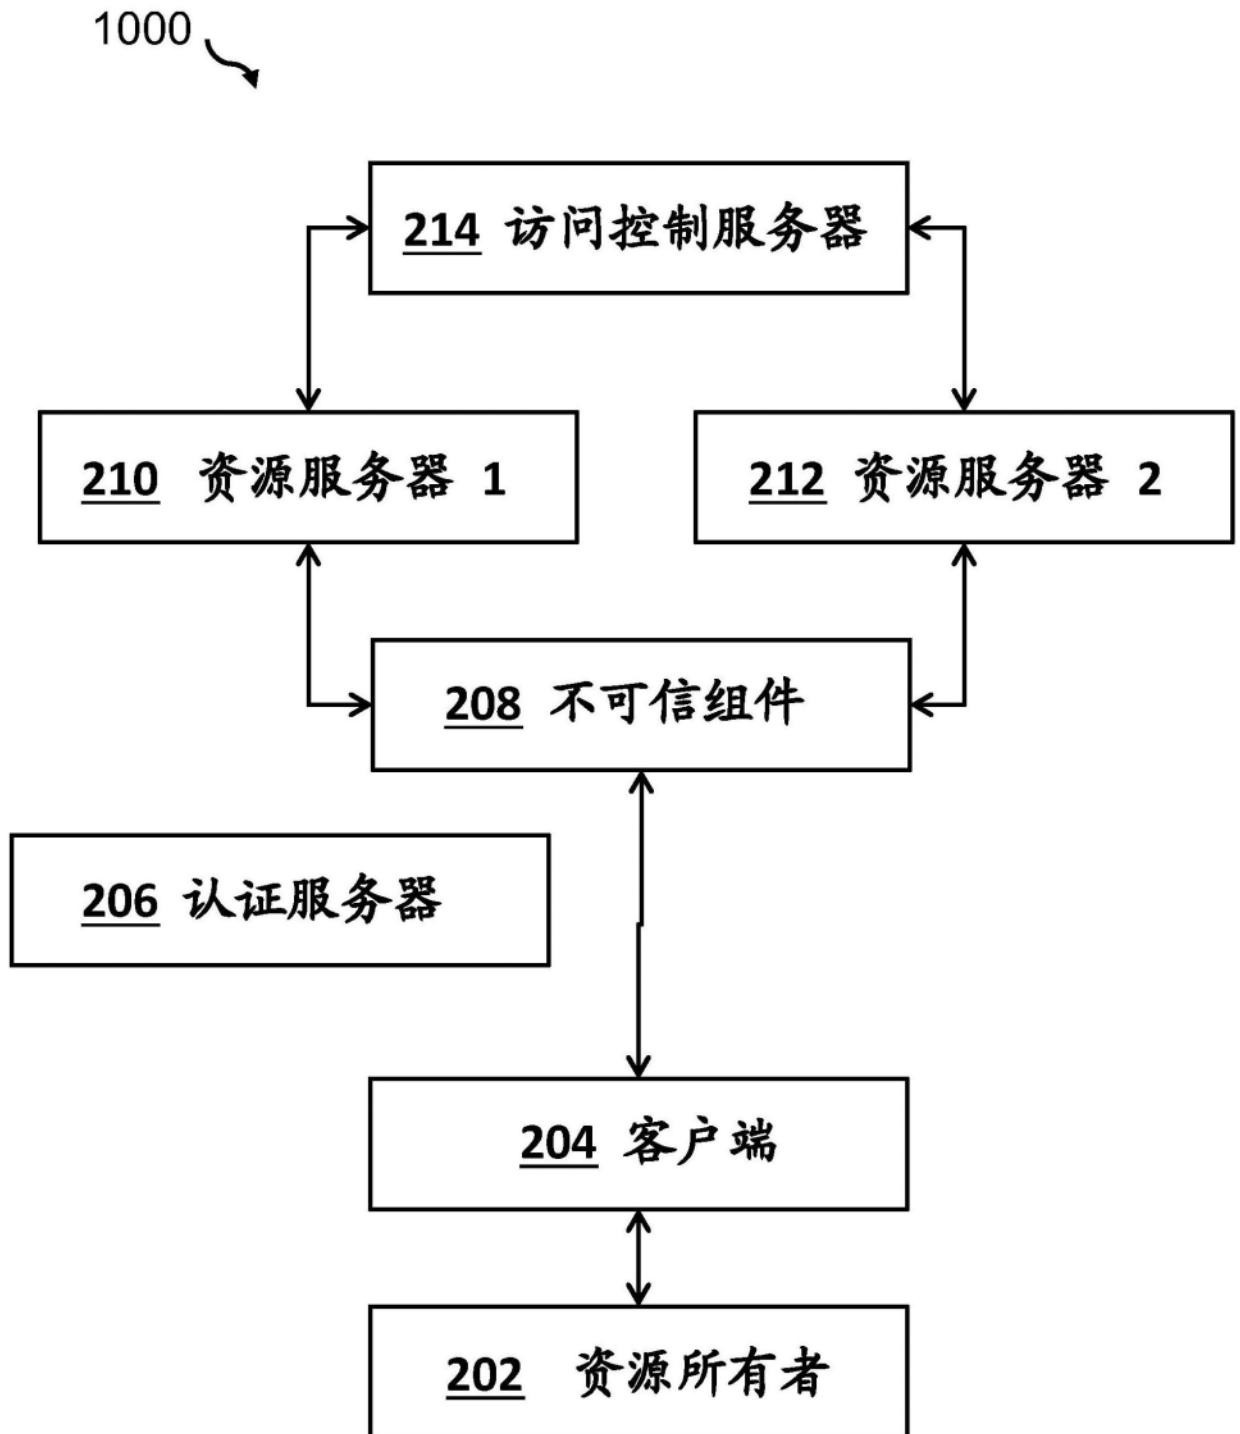 1000
214 访问控制服务器
210 资源服务器 1
212 资源服务器 2
208 不可信组件
206 认证服务器
204 客户端
202 资源所有者